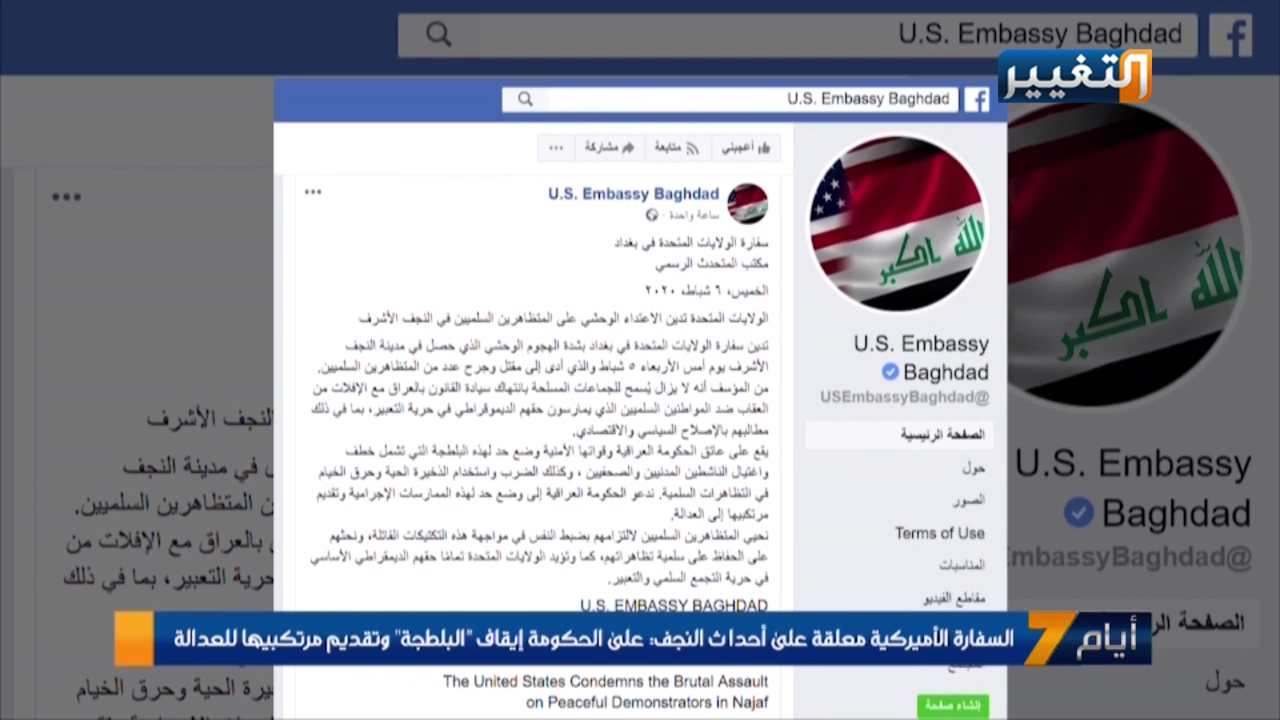 U.S. Embassy Baghdad
التغيير
U.S. Embassy Baghdad
أعجبني
متابعة
مشاركة
U.S. Embassy Baghdad
ساعة واحدة
سفارة الولايات المتحدة في بغداد
مكتب المتحدث الرسمي
الخميس، ٦ شباط، ٢٠٢٠
الولايات المتحدة تدين الاعتداء الوحشي على المتظاهرين السلميين في النجف الأشرف
تدين سفارة الولايات المتحدة في بغداد بشدة الهجوم الوحشي الذي حصل في مدينة النجف
الأشرف يوم أمس الأربعاء ٥ شباط والذي أدى إلى مقتل وجرح عدد من المتظاهرين السلميين.
من المؤسف أنه لا يزال يُسمح للجماعات المسلحة بانتهاك سيادة القانون بالعراق مع الإفلات من
العقاب ضد المواطنين السلميين الذي يمارسون حقهم الديموقراطي في حرية التعبير، بما في ذلك
مطالبهم بالإصلاح السياسي والاقتصادي.
يقع على عاتق الحكومة العراقية وقواتها الأمنية وضع حد لهذه البلطجة التي تشمل خطف
واغتيال الناشطين المدنيين والصحفيين ، وكذلك الضرب واستخدام الذخيرة الحية وحرق الخيام
في التظاهرات السلمية. ندعو الحكومة العراقية إلى وضع حد لهذه الممارسات الإجرامية وتقديم
مرتكبيها إلى العدالة.
نحيي المتظاهرين السلميين لالتزامهم بضبط النفس في مواجهة هذه التكتيكات القاتلة، ونحثهم
على الحفاظ على سلمية تظاهراتهم، كما وتؤيد الولايات المتحدة تمامًا حقهم الديمقراطي الأساسي
في حرية التجمع السلمي والتعبير.
U.S. EMBASSY BAGHDAD
The United States Condemns the Brutal Assault
on Peaceful Demonstrators in Najaf
الله اكبر
U.S. Embassy
Baghdad
@USEmbassyBaghdad
الصفحة الرئيسية
حول
الصور
Terms of Use
المناسبات
مقاطع الفيديو
إنشاء صفحة
أيام 7
السفارة الأميركية معلقة على أحداث النجف: على الحكومة إيقاف "البلطجة" وتقديم مرتكبيها للعدالة
الله اكبر
U.S. Embassy
Baghdad
@mbassyBaghdad
الصفحة الر
حول
النجف الأشرف
في مدينة النجف
المتظاهرين السلميين.
بالعراق مع الإفلات من
حرية التعبير، بما في ذلك
خيرة الحية وحرق الخيام